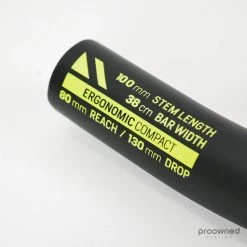 100 mm STEM LENGTH
38 cm BAR WIDTH
ERGONOMIC COMPACT
80 mm REACH / 130 mm DROP
proowned